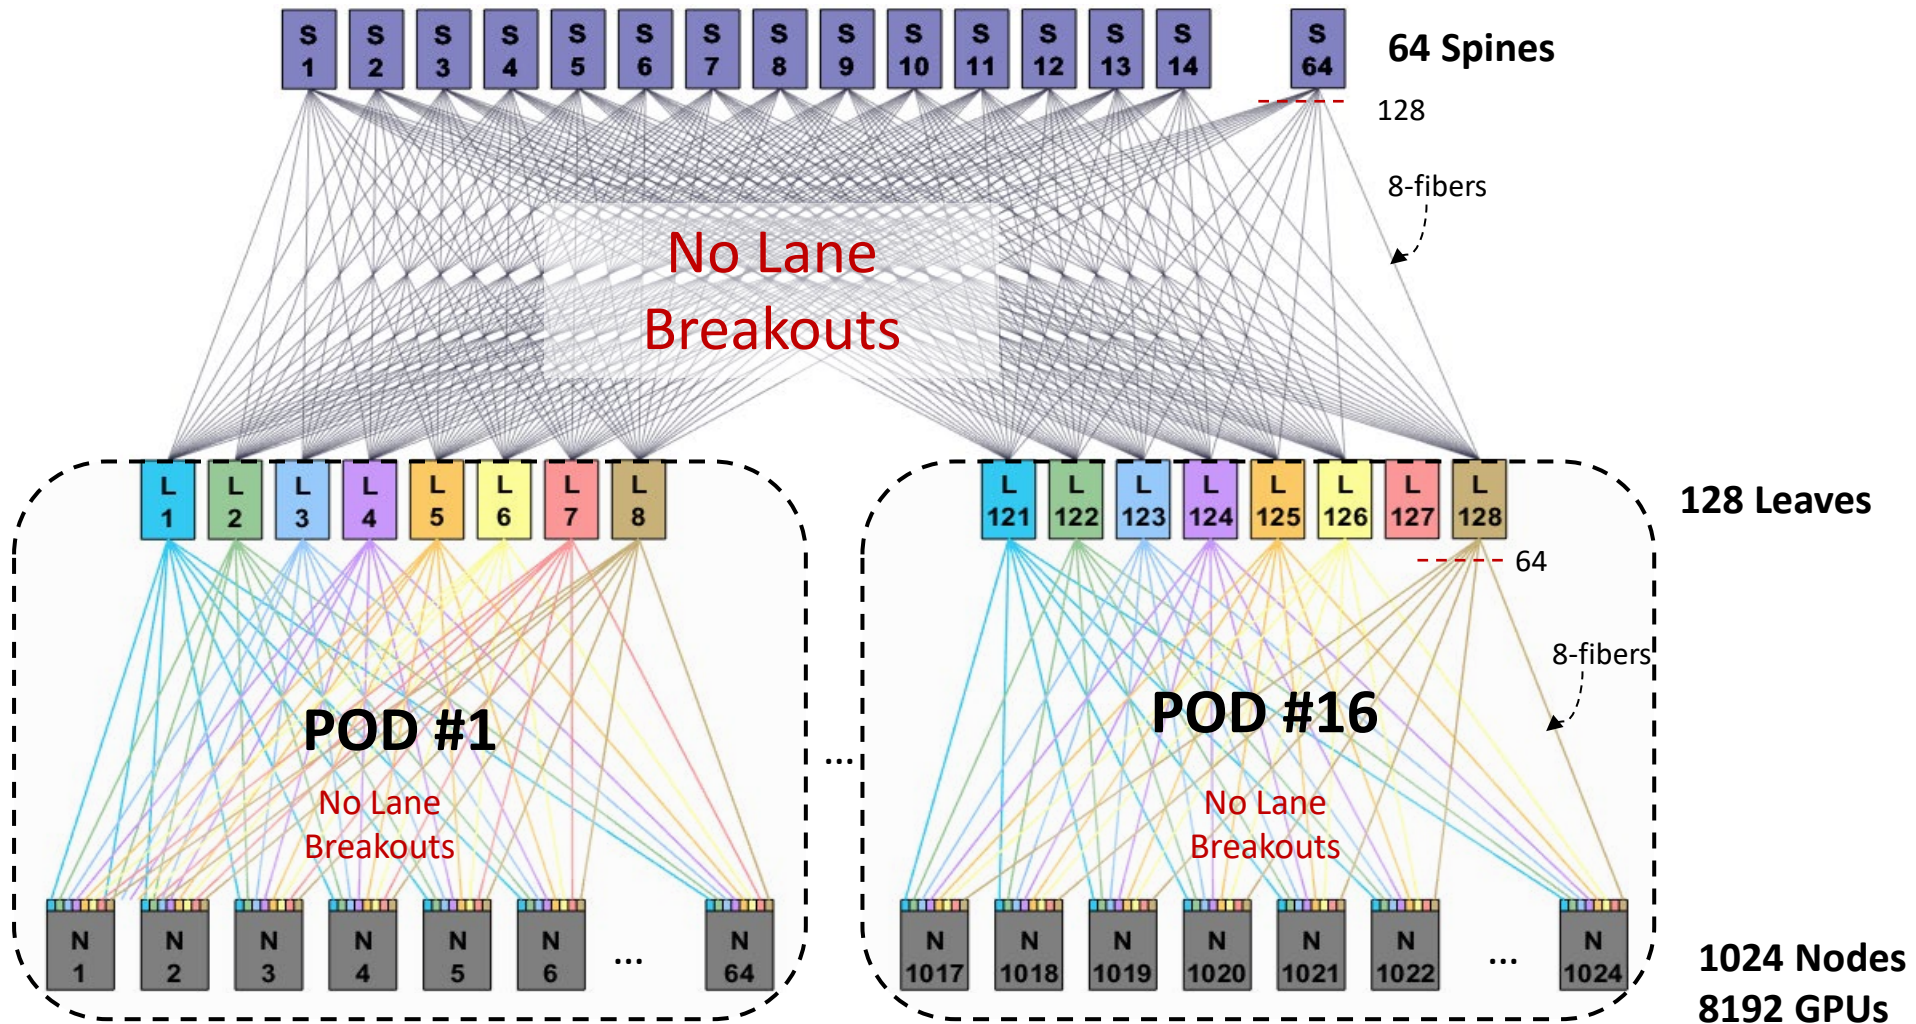 S 1
S 2
S 3
S 4
S 5
S 6
S 7
S 8
S 9
S 10
S 11
S 12
S 13
S 14
S 64
64 Spines
128
8-fibers
No Lane
Breakouts
L 1
L 2
L 3
L 4
L 5
L 6
L 7
L 8
L 121
L 122
L 123
L 124
L 125
L 126
L 127
L 128
128 Leaves
64
8-fibers
POD #1
No Lane
Breakouts
...
POD #16
No Lane
Breakouts
N 1
N 2
N 3
N 4
N 5
N 6
...
N 64
N 1017
N 1018
N 1019
N 1020
N 1021
N 1022
...
N 1024
1024 Nodes
8192 GPUs